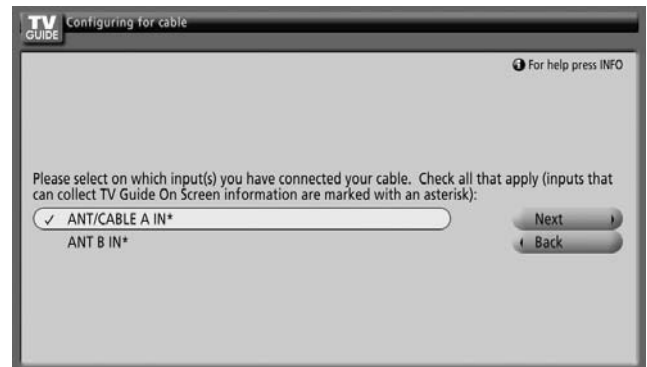 TV
GUIDE
Configuring for cable
i For help press INFO
Please select on which input(s) you have connected your cable. Check all that apply (inputs that
can collect TV Guide On Screen information are marked with an asterisk):
✓ ANT/CABLE A IN*
Next
ANT B IN*
Back